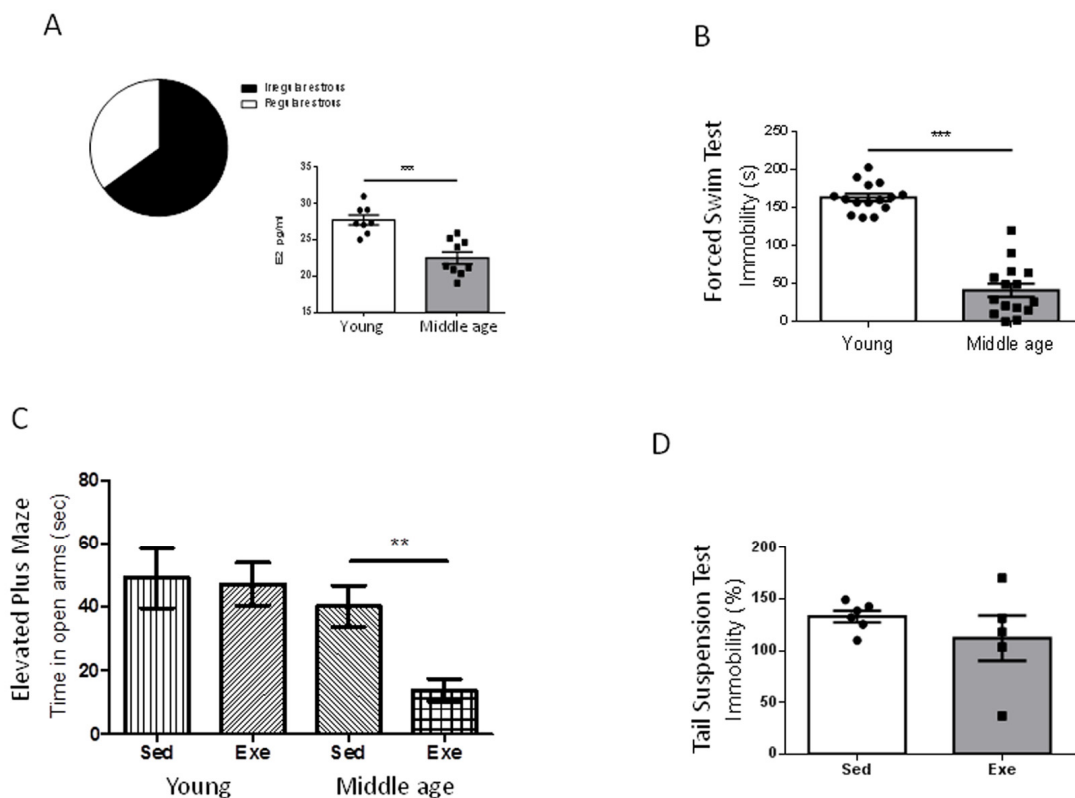 A
Irregular estrous
Regular estrous
***
35
30
25
20
15
E2 pg/ml
Young
Middle age
B
***
250
200
150
100
50
0
Forced Swim Test
Immobility (s)
Young
Middle age
C
**
80
60
40
20
0
Elevated Plus Maze
Time in open arms (sec)
Sed
Exe
Sed
Exe
Young
Middle age
D
200
150
100
50
0
Tail Suspension Test
Immobility (%)
Sed
Exe